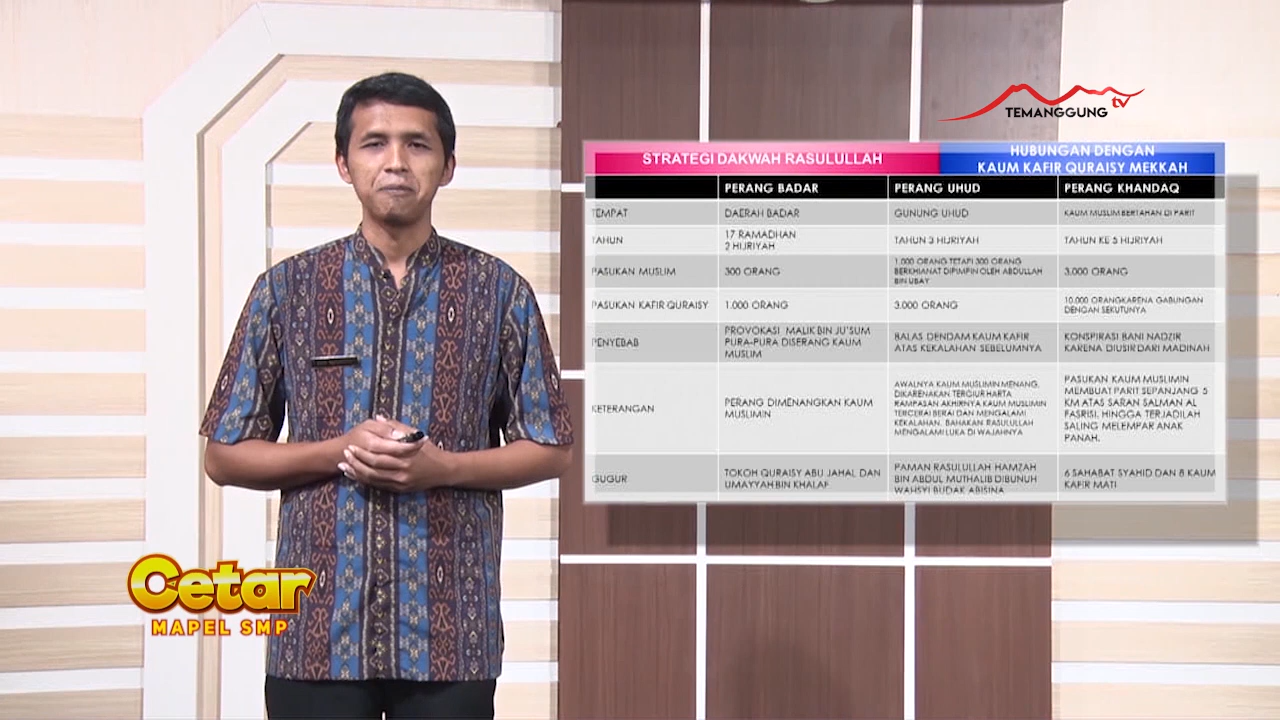 TEMANGGUNG tv
STRATEGI DAKWAH RASULULLAH
HUBUNGAN DENGAN
KAUM KAFIR QURAISY MEKKAH
PERANG BADAR PERANG UHUD PERANG KHANDAQ
TEMPAT DAERAH BADAR GUNUNG UHUD KAUM MUSLIM BERTAHAN DI PARIT
TAHUN
17 RAMADHAN
2 HIJRIYAH
TAHUN 3 HIJRIYAH
TAHUN KE 5 HIJRIYAH
PASUKAN MUSLIM
300 ORANG
1.000 ORANG TETAPI 300 ORANG
BERKHIANAT DIPIMPIN OLEH ABDULLAH
BIN UBAY
3.000 ORANG
PASUKAN KAFIR QURAISY
1.000 ORANG
3.000 ORANG
10.000 ORANGKARENA GABUNGAN
DENGAN SEKUTUNYA
PENYEBAB
PROVOKASI MALIK BIN JU'SUM
PURA-PURA DISERANG KAUM
MUSLIM
BALAS DENDAM KAUM KAFIR
ATAS KEKALAHAN SEBELUMNYA
KONSPIRASI BANI NADZIR
KARENA DIUSIR DARI MADINAH
KETERANGAN
PERANG DIMENANGKAN KAUM
MUSLIMIN
AWALNYA KAUM MUSLIMIN MENANG,
DIKARENAKAN TERGIUR HARTA
RAMPASAN AKHIRNYA KAUM MUSLIMIN
TERCERAI BERAI DAN MENGALAMI
KEKALAHAN, BAHAKAN RASULULLAH
MENGALAMI LUKA DI WAJAHNYA
PASUKAN KAUM MUSLIMIN
MEMBUAT PARIT SEPANJANG 5
KM ATAS SARAN SALMAN AL
FASRISI, HINGGA TERJADILAH
SALING MELEMPAR ANAK
PANAH.
GUGUR
TOKOH QURAISY ABU JAHAL DAN
UMAYYAH BIN KHALAF
PAMAN RASULULLAH HAMZAH
BIN ABDUL MUTHALIB DIBUNUH
WAHSYI BUDAK ABISINA
6 SAHABAT SYAHID DAN 8 KAUM
KAFIR MATI
Cetar
MAPEL SMP